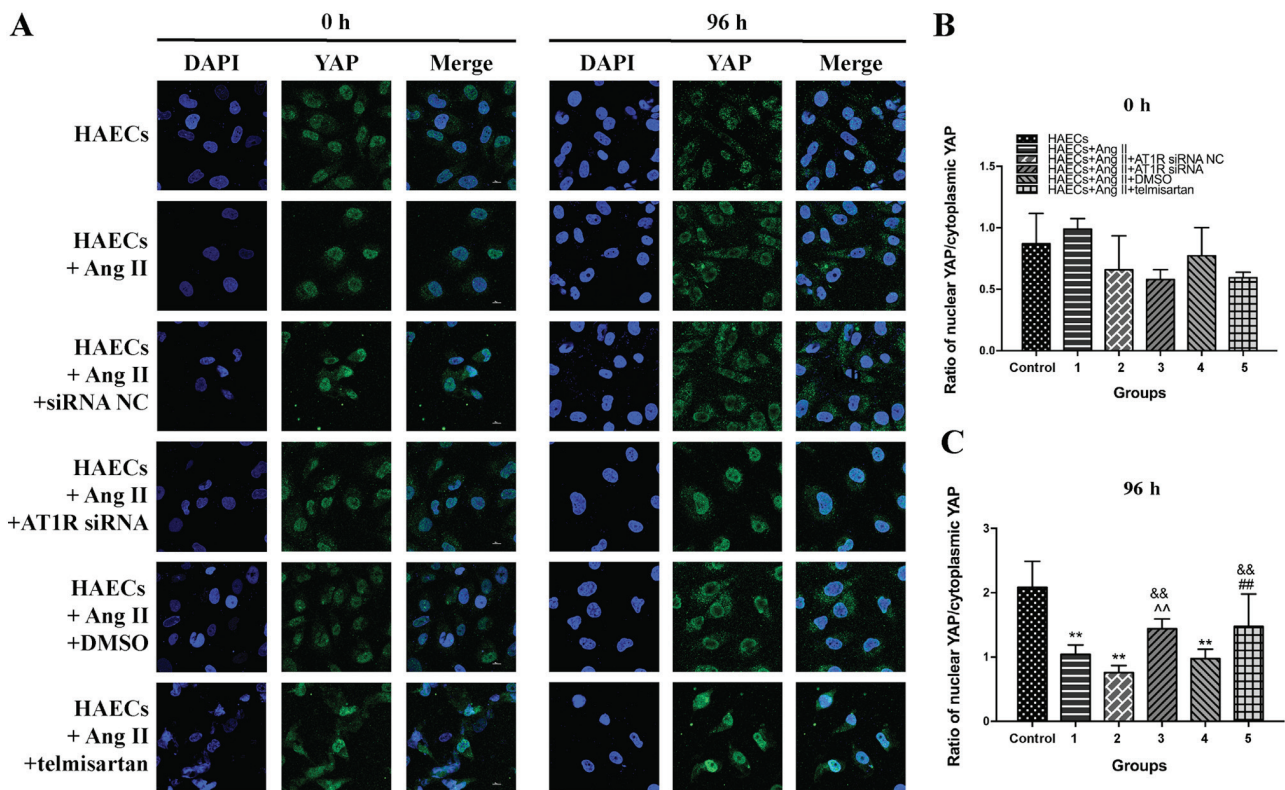 A
0 h
96 h
DAPI YAP Merge
DAPI YAP Merge
HAECs
HAECs
+ Ang II
HAECs
+ Ang II
+siRNA NC
HAECs
+ Ang II
+AT1R siRNA
HAECs
+ Ang II
+DMSO
HAECs
+ Ang II
+telmisartan
B
0 h
HAECs
HAECs+Ang II
HAECs+Ang II+AT1R siRNA NC
HAECs+Ang II+AT1R siRNA
HAECs+Ang II+DMSO
HAECs+Ang II+telmisartan
Ratio of nuclear YAP/cytoplasmic YAP
1.5
1.0
0.5
0.0
Control 1 2 3 4 5
Groups
C
96 h
Ratio of nuclear YAP/cytoplasmic YAP
3
2
1
0
**
**
&&
^^
**
&&
##
Control 1 2 3 4 5
Groups